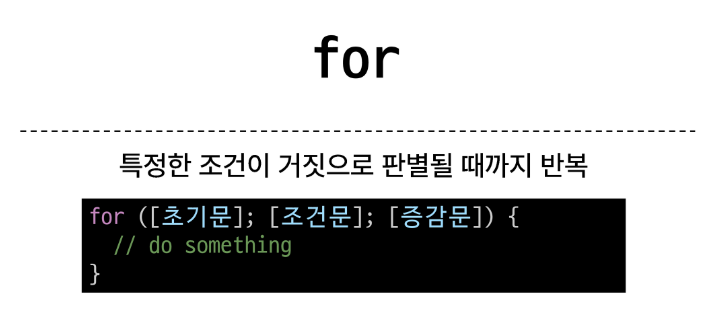 for
특정한 조건이 거짓으로 판별될 때까지 반복
for ([초기문]; [조건문]; [증감문]) {
  // do something
}